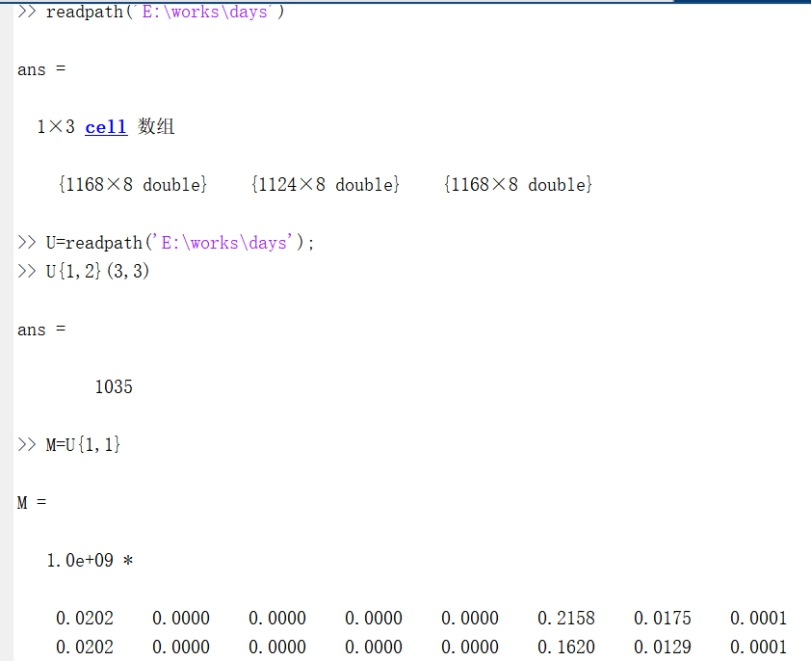 >> readpath('E:\works\days')
ans =
1×3 cell 数组
{1168×8 double} {1124×8 double} {1168×8 double}
>> U=readpath('E:\works\days');
>> U{1,2}(3,3)
ans =
1035
>> M=U{1,1}
M =
1.0e+09 *
0.0202 0.0000 0.0000 0.0000 0.0000 0.2158 0.0175 0.0001
0.0202 0.0000 0.0000 0.0000 0.0000 0.1620 0.0129 0.0001